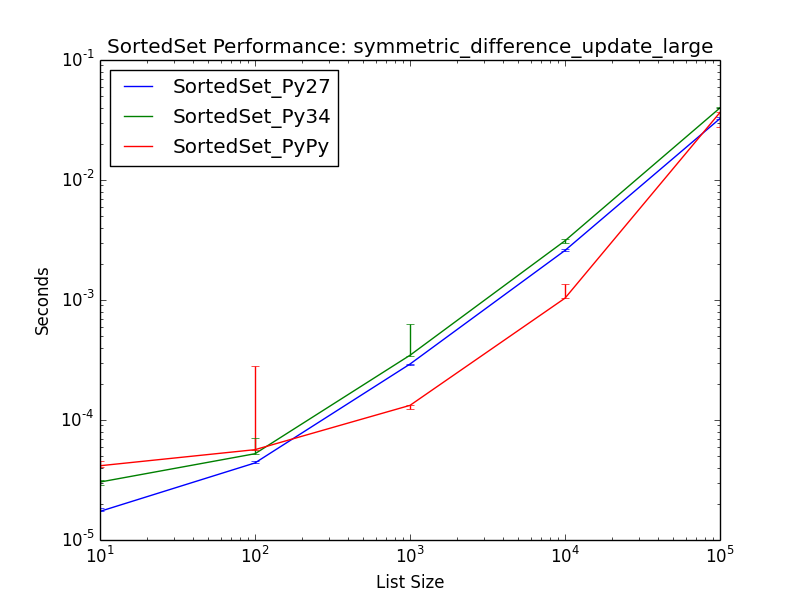 SortedSet Performance: symmetric_difference_update_large
SortedSet_Py27
SortedSet_Py34
SortedSet_PyPy
10^-1
10^-2
10^-3
10^-4
10^-5
Seconds
10^1 10^2 10^3 10^4 10^5
List Size